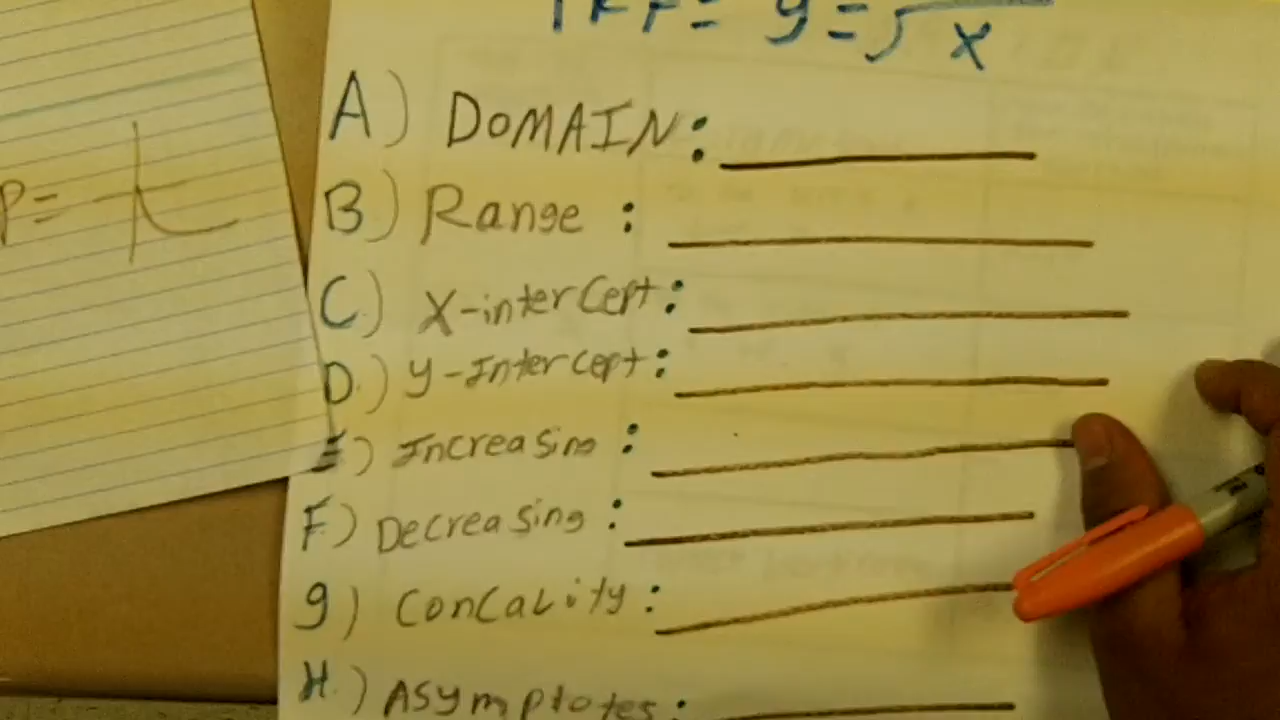 y = √x
A) DOMAIN:
B) Range :
C) X-intercept:
D.) y-Intercept:
E) Increasing :
F.) Decreasing :
g) Concavity :
H.) Asymptotes :